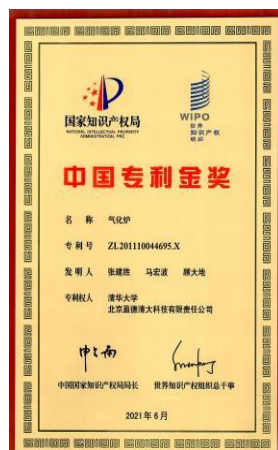 国家知识产权局
NATIONAL INTELLECTUAL PROPERTY
ADMINISTRATION, PRC
WIPO
世界
知识产权
组织
中国专利金奖
名 称 气化炉
专 利 号 ZL201110044695.X
发 明 人 张建胜 马宏波 顾大地
专利权人 清华大学
北京盈德清大科技有限责任公司
中国国家知识产权局局长 世界知识产权组织总干事
2021 年 6 月